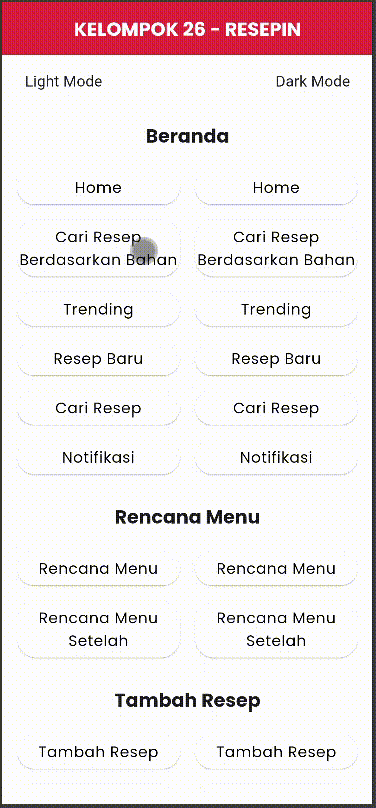 KELOMPOK 26 - RESEPIN
Light Mode
Dark Mode
Beranda
Home
Home
Cari Resep
Berdasarkan Bahan
Cari Resep
Berdasarkan Bahan
Trending
Trending
Resep Baru
Resep Baru
Cari Resep
Cari Resep
Notifikasi
Notifikasi
Rencana Menu
Rencana Menu
Rencana Menu
Rencana Menu
Setelah
Rencana Menu
Setelah
Tambah Resep
Tambah Resep
Tambah Resep